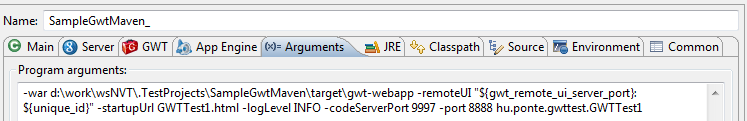 Name: SampleGwtMaven_
Main Server GWT App Engine (x)= Arguments JRE Classpath Source Environment Common
Program arguments:
-war d:\work\wsNVT\.TestProjects\SampleGwtMaven\target\gwt-webapp -remoteUI "${gwt_remote_ui_server_port}:
${unique_id}" -startupUrl GWTTest1.html -logLevel INFO -codeServerPort 9997 -port 8888 hu.ponte.gwttest.GWTTest1